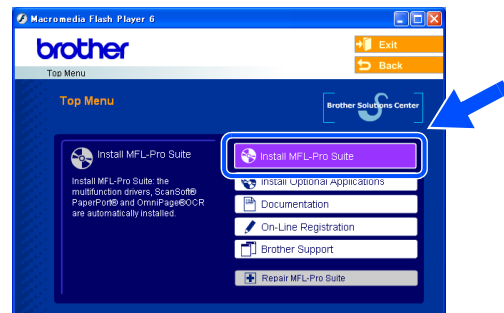 Macromedia Flash Player 6
brother
Exit
Back
Top Menu
Top Menu
Brother Solutions Center
Install MFL-Pro Suite
Install MFL-Pro Suite: the
multifunction drivers, ScanSoft®
PaperPort® and OmniPage®OCR
are automatically installed.
Install MFL-Pro Suite
Install Optional Applications
Documentation
On-Line Registration
Brother Support
Repair MFL-Pro Suite